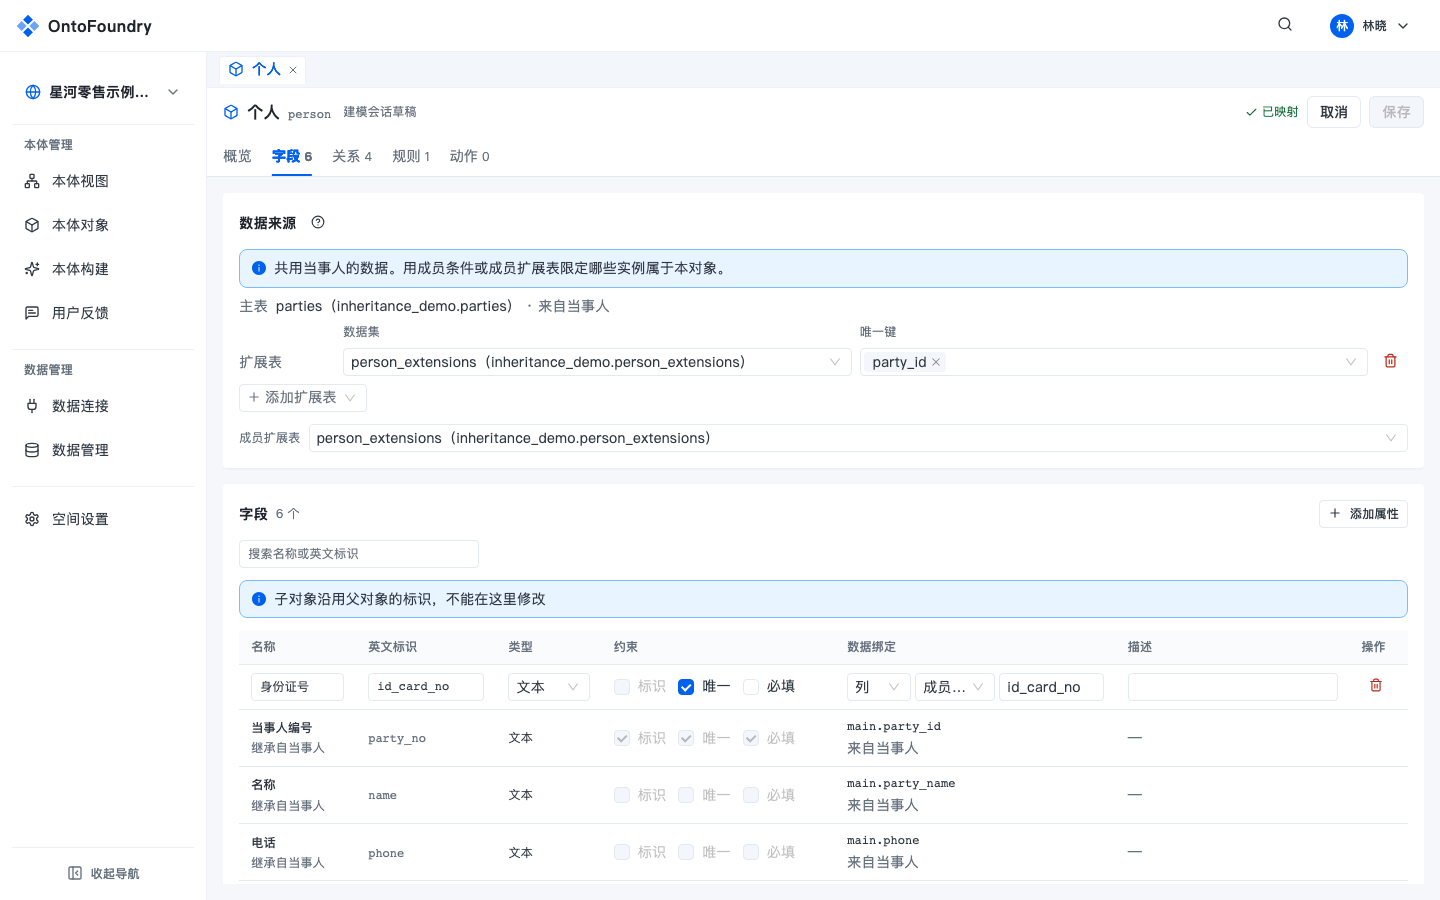 OntoFoundry
林 林晓
星河零售示例...
本体管理
本体视图
本体对象
本体构建
用户反馈
数据管理
数据连接
数据管理
空间设置
收起导航
个人
个人 person 建模会话草稿
已映射 取消 保存
概览 字段 6 关系 4 规则 1 动作 0
数据来源
共用当事人的数据。用成员条件或成员扩展表限定哪些实例属于本对象。
主表 parties（inheritance_demo.parties） · 来自当事人
数据集 唯一键
扩展表 person_extensions（inheritance_demo.person_extensions） party_id
添加扩展表
成员扩展表 person_extensions（inheritance_demo.person_extensions）
字段 6 个
添加属性
搜索名称或英文标识
子对象沿用父对象的标识，不能在这里修改
名称 英文标识 类型 约束 数据绑定 描述 操作
身份证号 id_card_no 文本 标识 唯一 必填 列 成员... id_card_no
当事人编号 party_no 文本 标识 唯一 必填 main.party_id —
继承自当事人 来自当事人
名称 name 文本 标识 唯一 必填 main.party_name —
继承自当事人 来自当事人
电话 phone 文本 标识 唯一 必填 main.phone —
继承自当事人 来自当事人